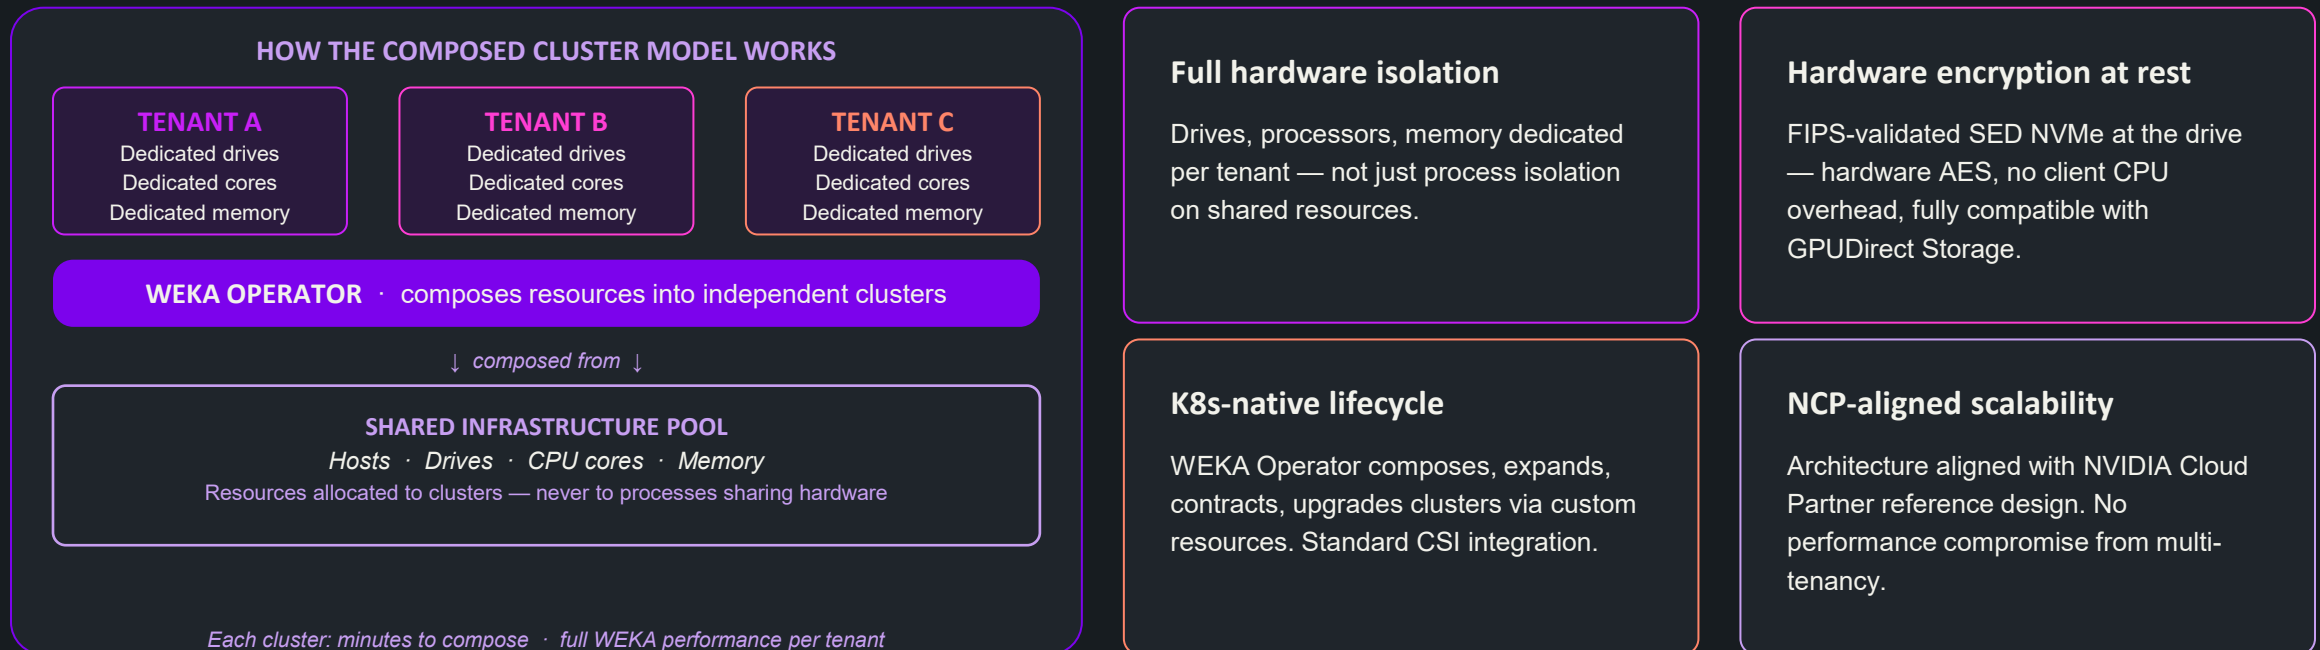 HOW THE COMPOSED CLUSTER MODEL WORKS
TENANT A
Dedicated drives
Dedicated cores
Dedicated memory
TENANT B
Dedicated drives
Dedicated cores
Dedicated memory
TENANT C
Dedicated drives
Dedicated cores
Dedicated memory
WEKA OPERATOR · composes resources into independent clusters
↓ composed from ↓
SHARED INFRASTRUCTURE POOL
Hosts · Drives · CPU cores · Memory
Resources allocated to clusters — never to processes sharing hardware
Each cluster: minutes to compose · full WEKA performance per tenant
Full hardware isolation
Drives, processors, memory dedicated
per tenant — not just process isolation
on shared resources.
Hardware encryption at rest
FIPS-validated SED NVMe at the drive
— hardware AES, no client CPU
overhead, fully compatible with
GPUDirect Storage.
K8s-native lifecycle
WEKA Operator composes, expands,
contracts, upgrades clusters via custom
resources. Standard CSI integration.
NCP-aligned scalability
Architecture aligned with NVIDIA Cloud
Partner reference design. No
performance compromise from multi-
tenancy.